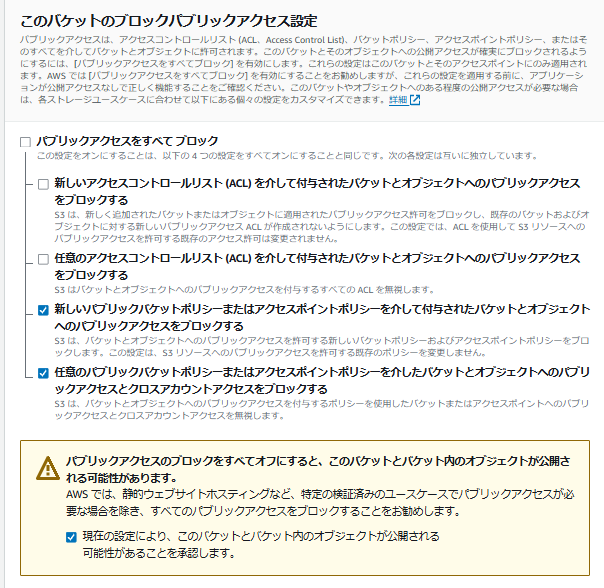 このバケットのブロックパブリックアクセス設定
パブリックアクセスは、アクセスコントロールリスト (ACL、Access Control List)、バケットポリシー、アクセスポイントポリシー、またはそ
のすべてを介してバケットとオブジェクトに許可されます。このバケットとそのオブジェクトへの公開アクセスが確実にブロックされるよう
にするには、[パブリックアクセスをすべてブロック] を有効にします。これらの設定はこのバケットとそのアクセスポイントにのみ適用されま
す。AWS では [パブリックアクセスをすべてブロック] を有効にすることをお勧めしますが、これらの設定を適用する前に、アプリケーショ
ンが公開アクセスなしで正しく機能することをご確認ください。このバケットやオブジェクトへのある程度の公開アクセスが必要な場合
は、各ストレージユースケースに合わせて以下にある個々の設定をカスタマイズできます。詳細
パブリックアクセスをすべて ブロック
この設定をオンにすることは、以下の 4 つの設定をすべてオンにすることと同じです。次の各設定は互いに独立しています。
新しいアクセスコントロールリスト (ACL) を介して付与されたバケットとオブジェクトへのパブリックアクセス
をブロックする
S3 は、新しく追加されたバケットまたはオブジェクトに適用されたパブリックアクセス許可をブロックし、既存のバケットおよびオ
ブジェクトに対する新しいパブリックアクセス ACL が作成されないようにします。この設定では、ACL を使用して S3 リソースへの
パブリックアクセスを許可する既存のアクセス許可は変更されません。
任意のアクセスコントロールリスト (ACL) を介して付与されたバケットとオブジェクトへのパブリックアクセス
をブロックする
S3 はバケットとオブジェクトへのパブリックアクセスを付与するすべての ACL を無視します。
新しいパブリックバケットポリシーまたはアクセスポイントポリシーを介して付与されたバケットとオブジェクト
へのパブリックアクセスをブロックする
S3 は、バケットとオブジェクトへのパブリックアクセスを許可する新しいバケットポリシーおよびアクセスポイントポリシーをブロ
ックします。この設定は、S3 リソースへのパブリックアクセスを許可する既存のポリシーを変更しません。
任意のパブリックバケットポリシーまたはアクセスポイントポリシーを介したバケットとオブジェクトへのパブリ
ックアクセスとクロスアカウントアクセスをブロックする
S3 は、バケットとオブジェクトへのパブリックアクセスを付与するポリシーを使用したバケットまたはアクセスポイントへのパブリ
ックアクセスとクロスアカウントアクセスを無視します。
パブリックアクセスのブロックをすべてオフにすると、このバケットとバケット内のオブジェクトが公開さ
れる可能性があります。
AWS では、静的ウェブサイトホスティングなど、特定の検証済みのユースケースでパブリックアクセスが必
要な場合を除き、すべてのパブリックアクセスをブロックすることをお勧めします。
現在の設定により、このバケットとバケット内のオブジェクトが公開される
可能性があることを承認します。